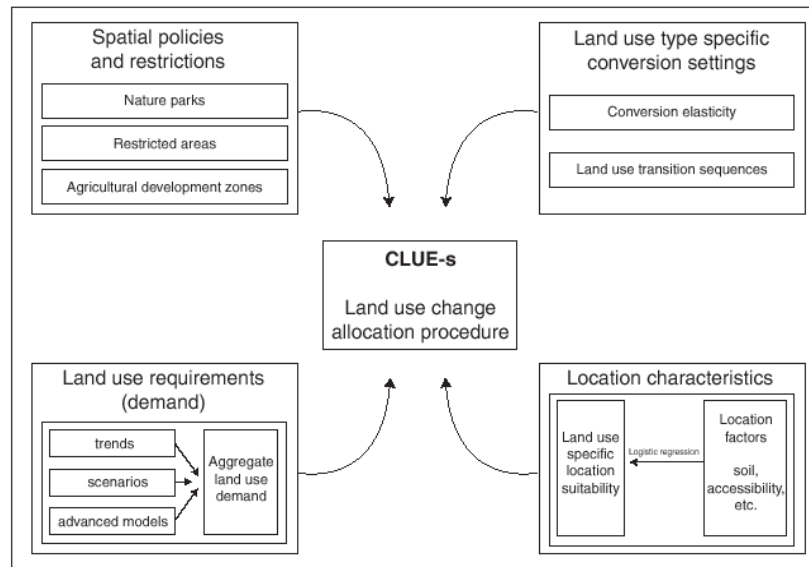 Spatial policies
and restrictions
Nature parks
Restricted areas
Agricultural development zones
Land use type specific
conversion settings
Conversion elasticity
Land use transition sequences
CLUE-s
Land use change
allocation procedure
Land use requirements
(demand)
trends
scenarios
advanced models
Aggregate
land use
demand
Location characteristics
Land use
specific
location
suitability
Logistic regression
Location
factors
soil,
accessibility,
etc.